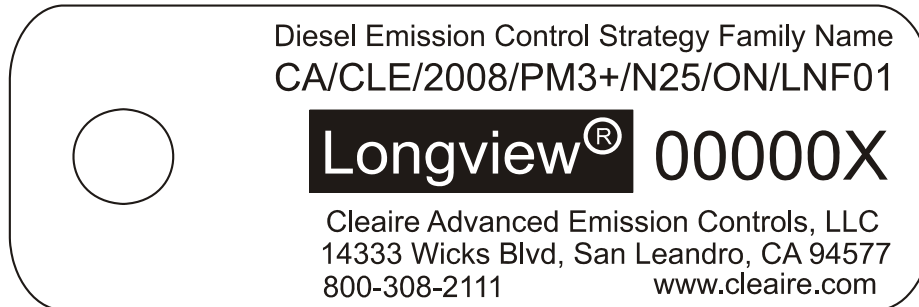 Diesel Emission Control Strategy Family Name
CA/CLE/2008/PM3+/N25/ON/LNF01
Longview® 00000X
Cleaire Advanced Emission Controls, LLC
14333 Wicks Blvd, San Leandro, CA 94577
800-308-2111 www.cleaire.com